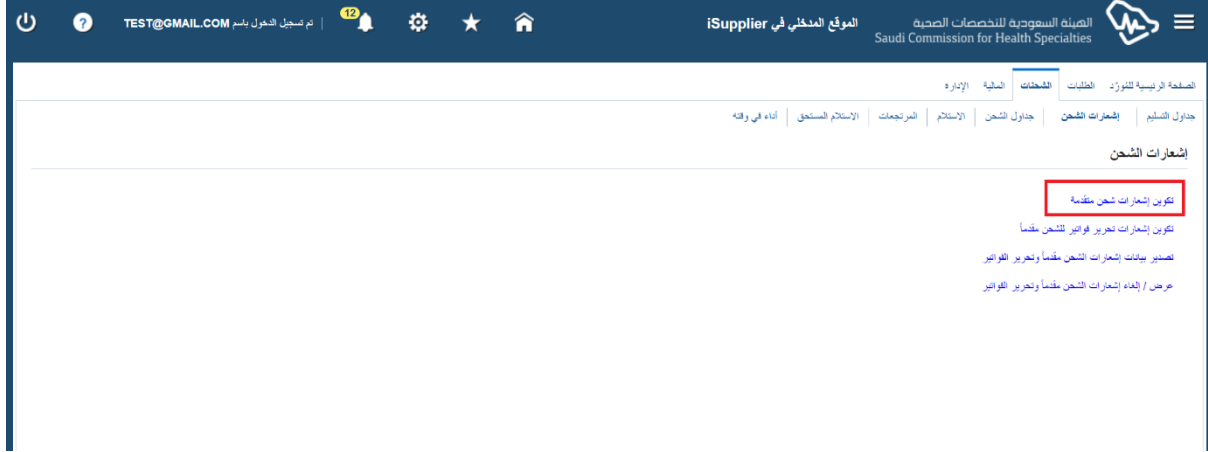 الهيئة السعودية للتخصصات الصحية
Saudi Commission for Health Specialties
الموقع المدخلي في iSupplier
12
تم تسجيل الدخول باسم TEST@GMAIL.COM
?
الصفحة الرئيسية للمورّد الطلبات الشحنات المالية الإدارة
جداول التسليم إشعارات الشحن جداول الشحن الاستلام المرتجعات الاستلام المستحق أداء في وقته
إشعارات الشحن
تكوين إشعارات شحن متقدمة
تكوين إشعارات تحرير فواتير للشحن مقدماً
تصدير بيانات إشعارات الشحن مقدماً وتحرير الفواتير
عرض / إلغاء إشعارات الشحن مقدماً وتحرير الفواتير